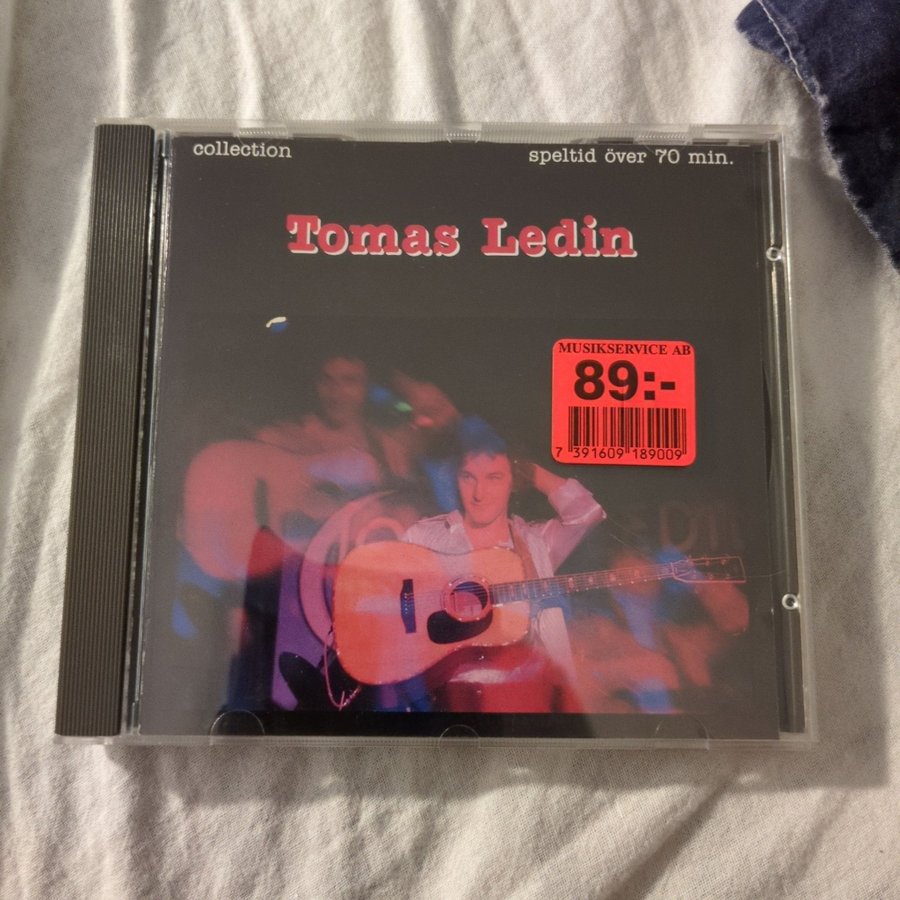 collection
speltid över 70 min.
Tomas Ledin
MUSIKSERVICE AB
89:-
7 391609 189009